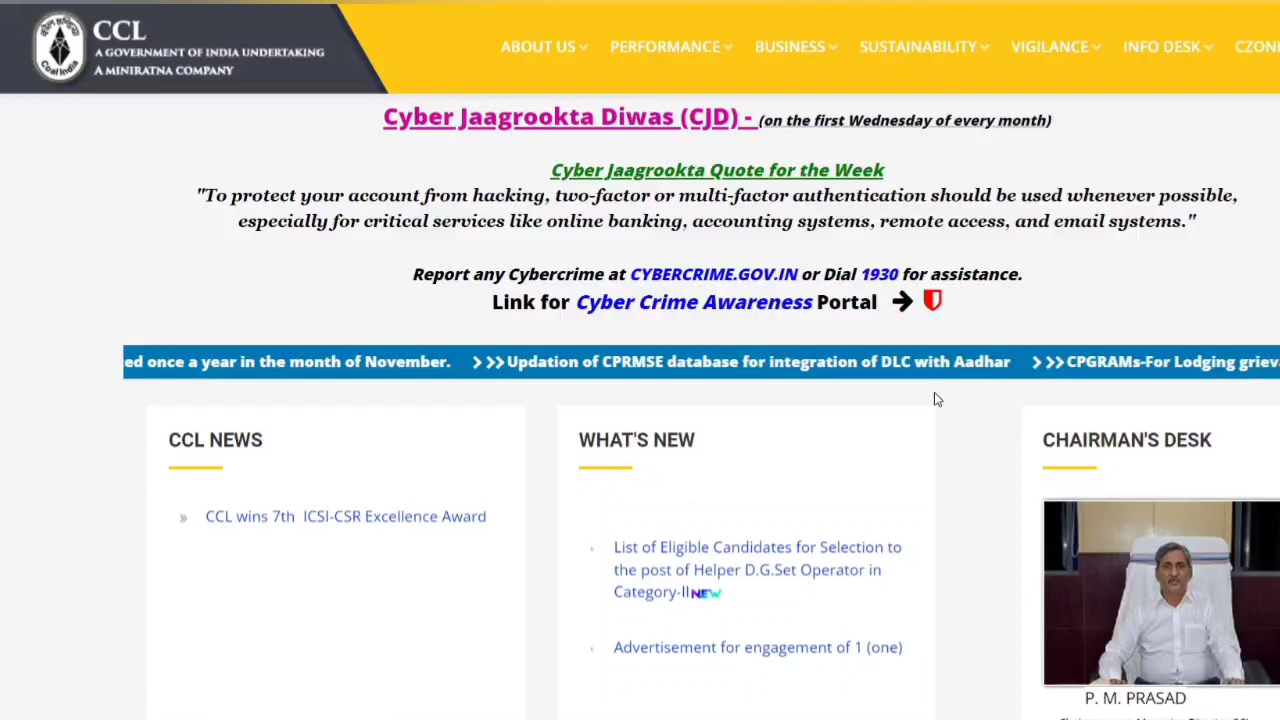 CCL
A GOVERNMENT OF INDIA UNDERTAKING
A MINIRATNA COMPANY
Coal India
ABOUT US
PERFORMANCE
BUSINESS
SUSTAINABILITY
VIGILANCE
INFO DESK
Cyber Jaagrookta Diwas (CJD) - (on the first Wednesday of every month)
Cyber Jaagrookta Quote for the Week
"To protect your account from hacking, two-factor or multi-factor authentication should be used whenever possible,
especially for critical services like online banking, accounting systems, remote access, and email systems."
Report any Cybercrime at CYBERCRIME.GOV.IN or Dial 1930 for assistance.
Link for Cyber Crime Awareness Portal
ed once a year in the month of November. >>> Updation of CPRMSE database for integration of DLC with Aadhar >>> CPGRAMs-For Lodging
CCL NEWS
» CCL wins 7th ICSI-CSR Excellence Award
WHAT'S NEW
List of Eligible Candidates for Selection to
the post of Helper D.G.Set Operator in
Category-II NEW
Advertisement for engagement of 1 (one)
CHAIRMAN'S DESK
P. M. PRASAD